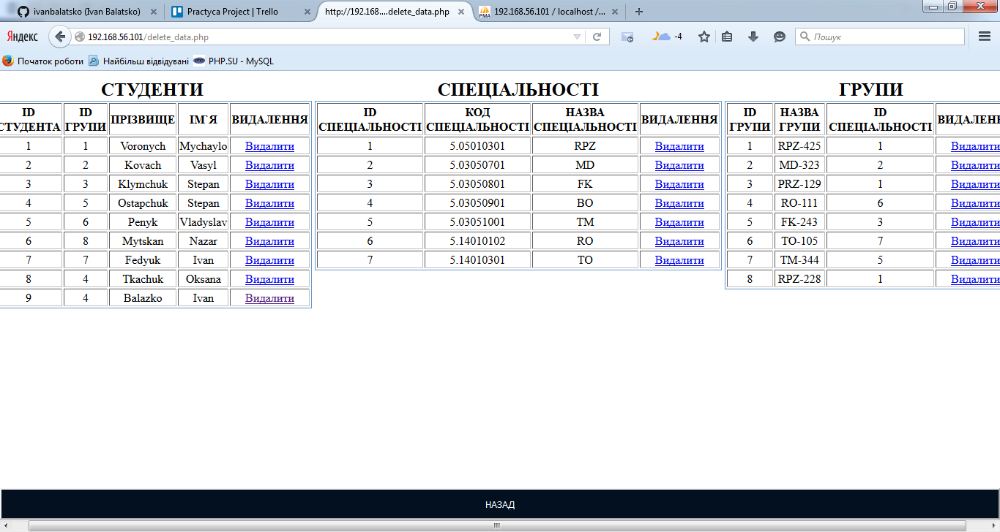 ivanbalatsko (Ivan Balatsko) × Practyca Project | Trello × http://192.168....delete_data.php × 192.168.56.101 / localhost /... × +
Яндекс 192.168.56.101/delete_data.php -4 Пошук
Початок роботи Найбільш відвідувані PHP.SU - MySQL
СТУДЕНТИ СПЕЦІАЛЬНОСТІ ГРУПИ
ID ID ПРІЗВИЩЕ ІМ'Я ВИДАЛЕННЯ ID КОД НАЗВА ВИДАЛЕННЯ ID НАЗВА ID ВИДАЛЕНН
СТУДЕНТА ГРУПИ СПЕЦІАЛЬНОСТІ СПЕЦІАЛЬНОСТІ СПЕЦІАЛЬНОСТІ ГРУПИ ГРУПИ СПЕЦІАЛЬНОСТІ
1 1 Voronych Mychaylo Видалити 1 5.05010301 RPZ Видалити 1 RPZ-425 1 Видалити
2 2 Kovach Vasyl Видалити 2 5.03050701 MD Видалити 2 MD-323 2 Видалити
3 3 Klymchuk Stepan Видалити 3 5.03050801 FK Видалити 3 PRZ-129 1 Видалити
4 5 Ostapchuk Stepan Видалити 4 5.03050901 BO Видалити 4 RO-111 6 Видалити
5 6 Penyk Vladyslav Видалити 5 5.03051001 TM Видалити 5 FK-243 3 Видалити
6 8 Mytskan Nazar Видалити 6 5.14010102 RO Видалити 6 TO-105 7 Видалити
7 7 Fedyuk Ivan Видалити 7 5.14010301 TO Видалити 7 TM-344 5 Видалити
8 4 Tkachuk Oksana Видалити 8 RPZ-228 1 Видалити
9 4 Balazko Ivan Видалити
НАЗАД